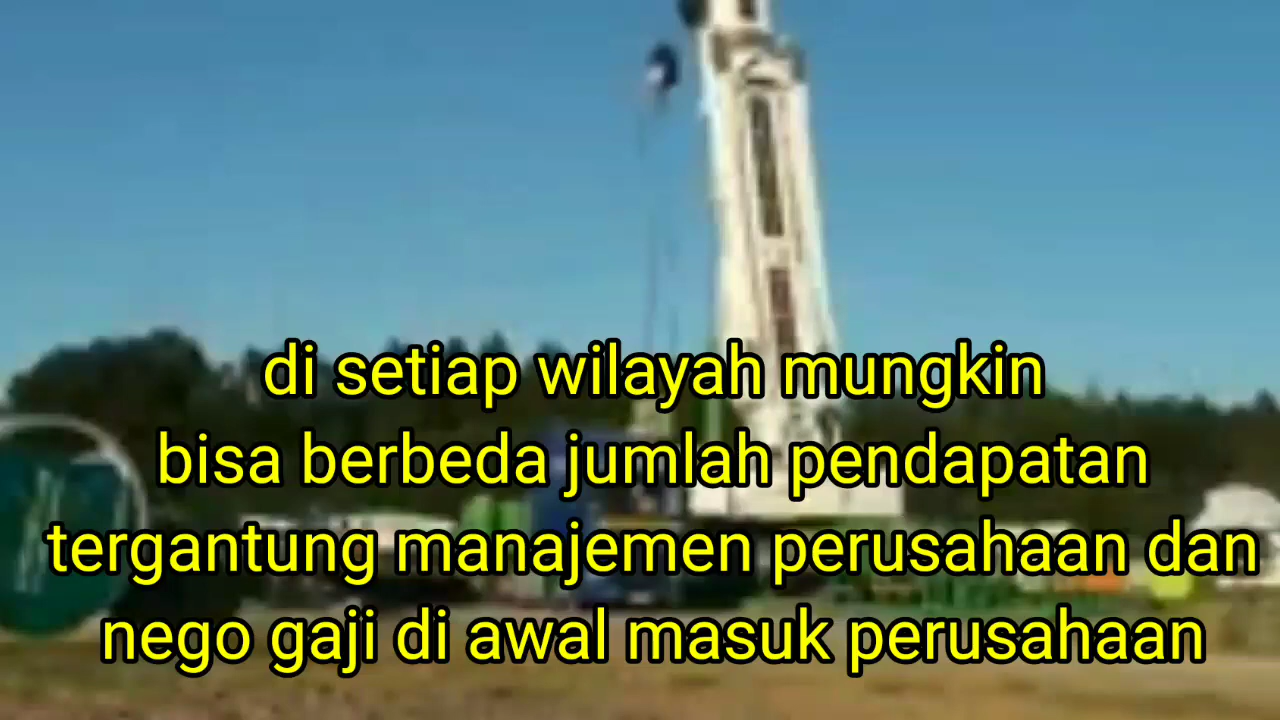 di setiap wilayah mungkin
bisa berbeda jumlah pendapatan
tergantung manajemen perusahaan dan
nego gaji di awal masuk perusahaan